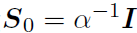 S₀ = α⁻¹I